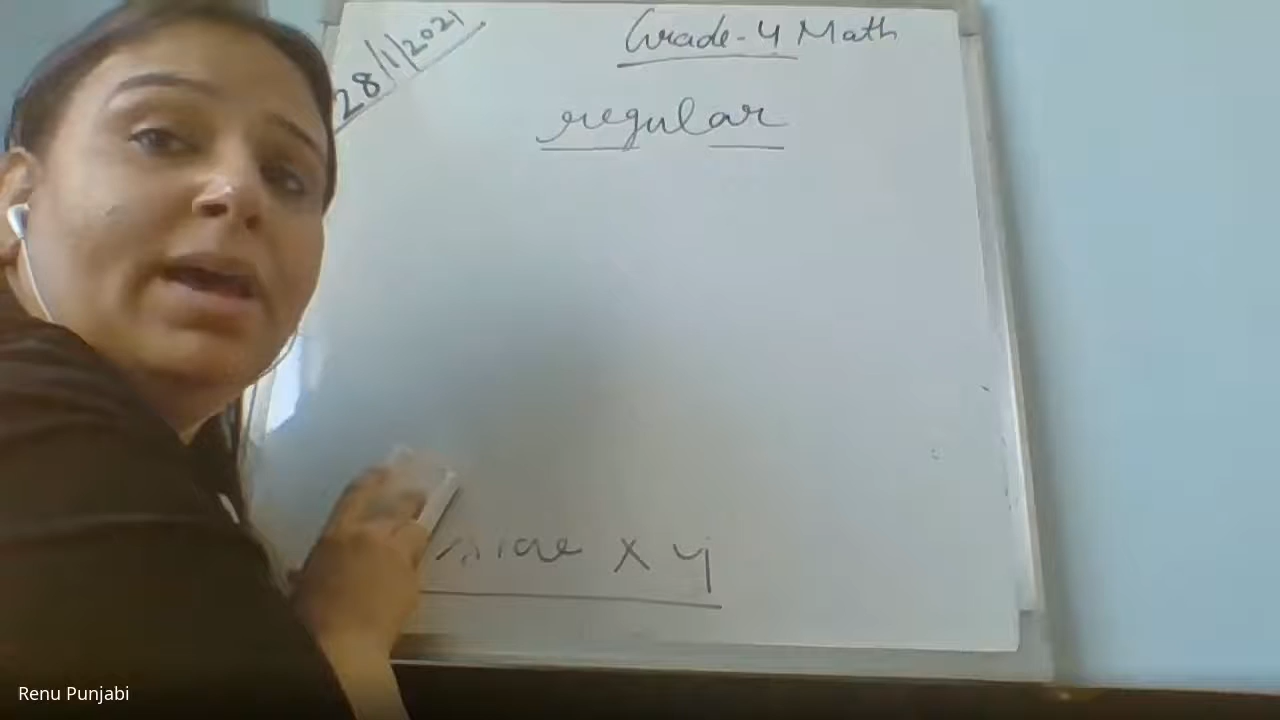 28/1/2021
Grade-4 Math
regular
x 4
Renu Punjabi